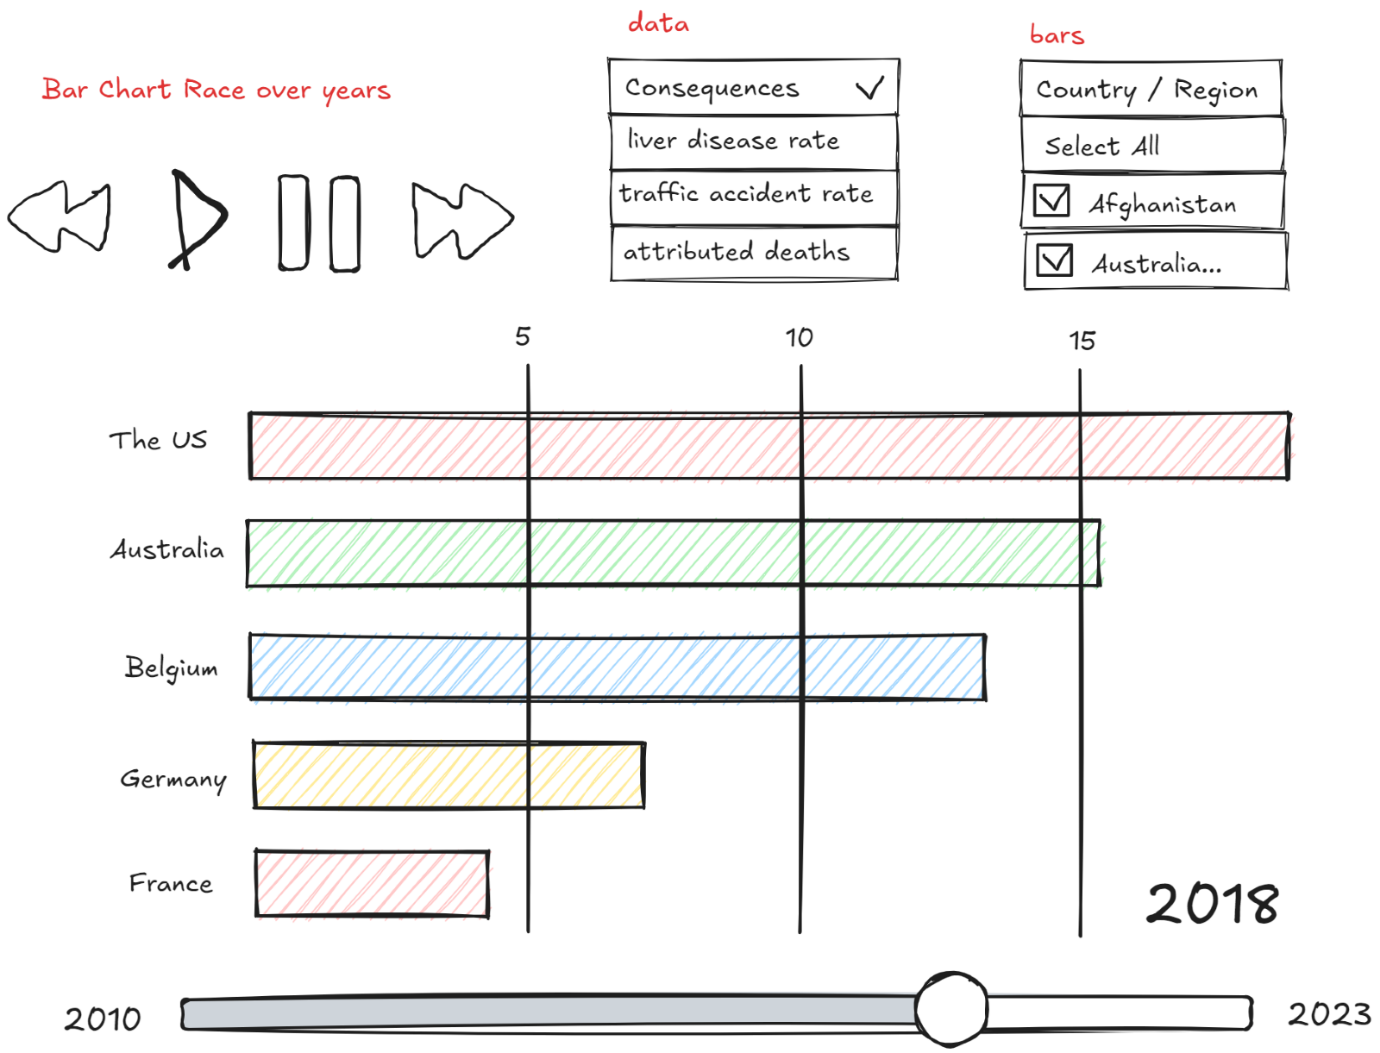 data
bars
Bar Chart Race over years
Consequences
liver disease rate
traffic accident rate
attributed deaths
Country / Region
Select All
Afghanistan
Australia...
5
10
15
The US
Australia
Belgium
Germany
France
2018
2010
2023